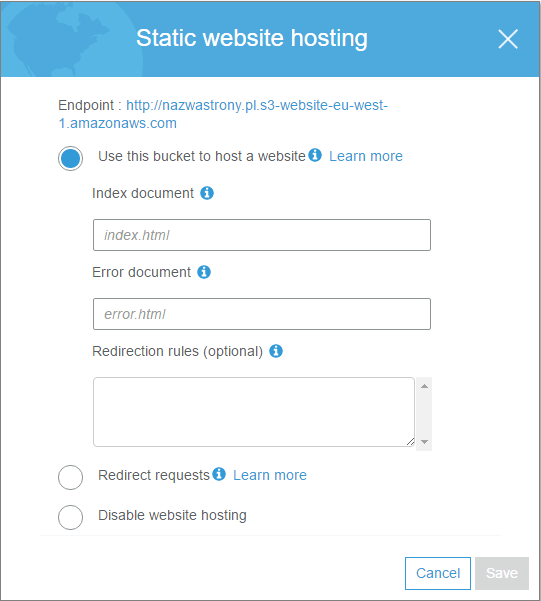 Static website hosting
Endpoint : http://nazwastrony.pl.s3-website-eu-west-
1.amazonaws.com
Use this bucket to host a website Learn more
Index document
index.html
Error document
error.html
Redirection rules (optional)
Redirect requests Learn more
Disable website hosting
Cancel Save